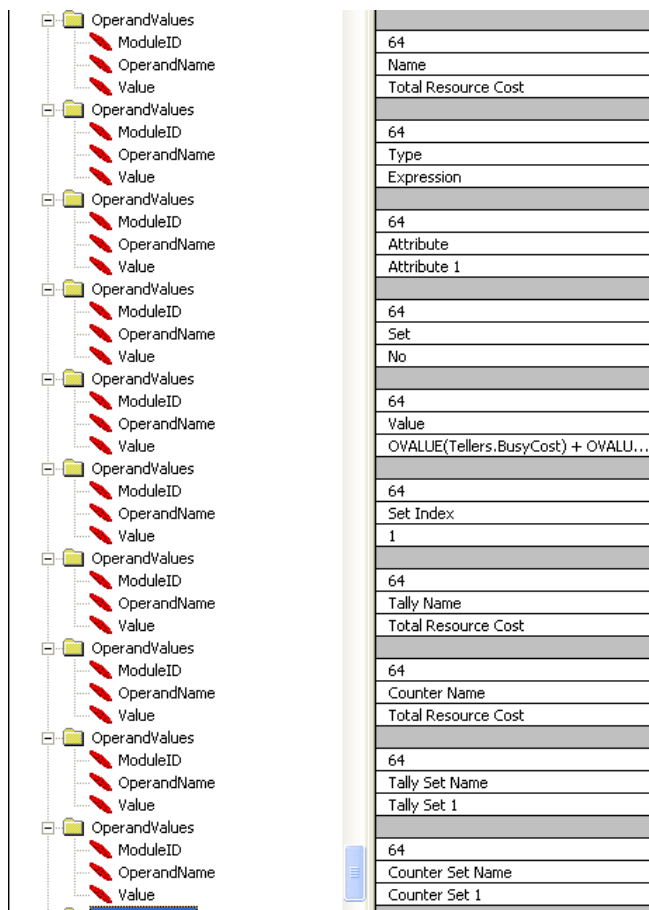 OperandValues
ModuleID 64
OperandName Name
Value Total Resource Cost
OperandValues
ModuleID 64
OperandName Type
Value Expression
OperandValues
ModuleID 64
OperandName Attribute
Value Attribute 1
OperandValues
ModuleID 64
OperandName Set
Value No
OperandValues
ModuleID 64
OperandName Value
Value OVALUE(Tellers.BusyCost) + OVALU...
OperandValues
ModuleID 64
OperandName Set Index
Value 1
OperandValues
ModuleID 64
OperandName Tally Name
Value Total Resource Cost
OperandValues
ModuleID 64
OperandName Counter Name
Value Total Resource Cost
OperandValues
ModuleID 64
OperandName Tally Set Name
Value Tally Set 1
OperandValues
ModuleID 64
OperandName Counter Set Name
Value Counter Set 1